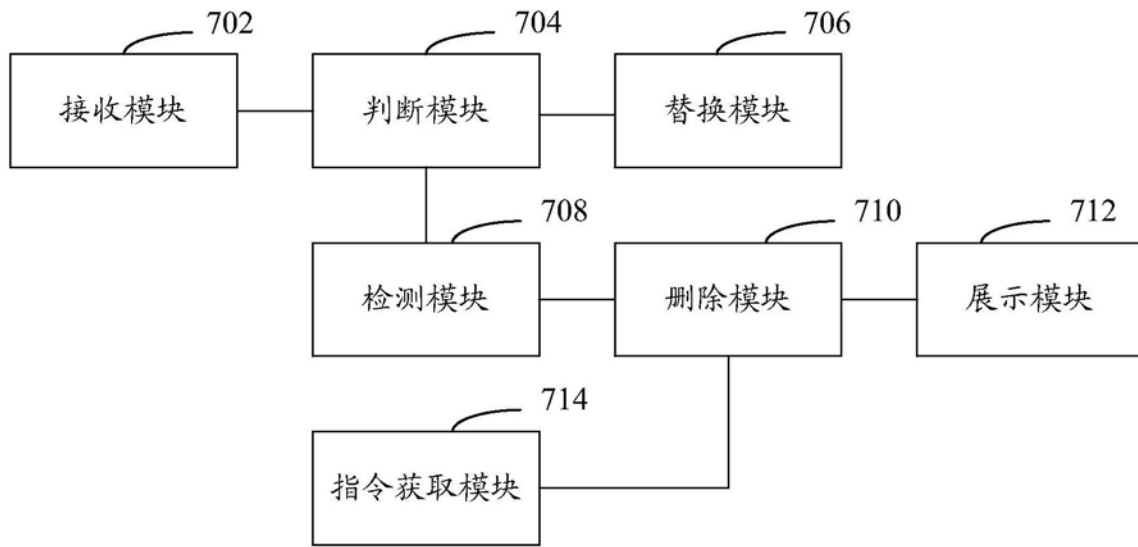 702
704
706
接收模块
判断模块
替换模块
708
710
712
检测模块
删除模块
展示模块
714
指令获取模块